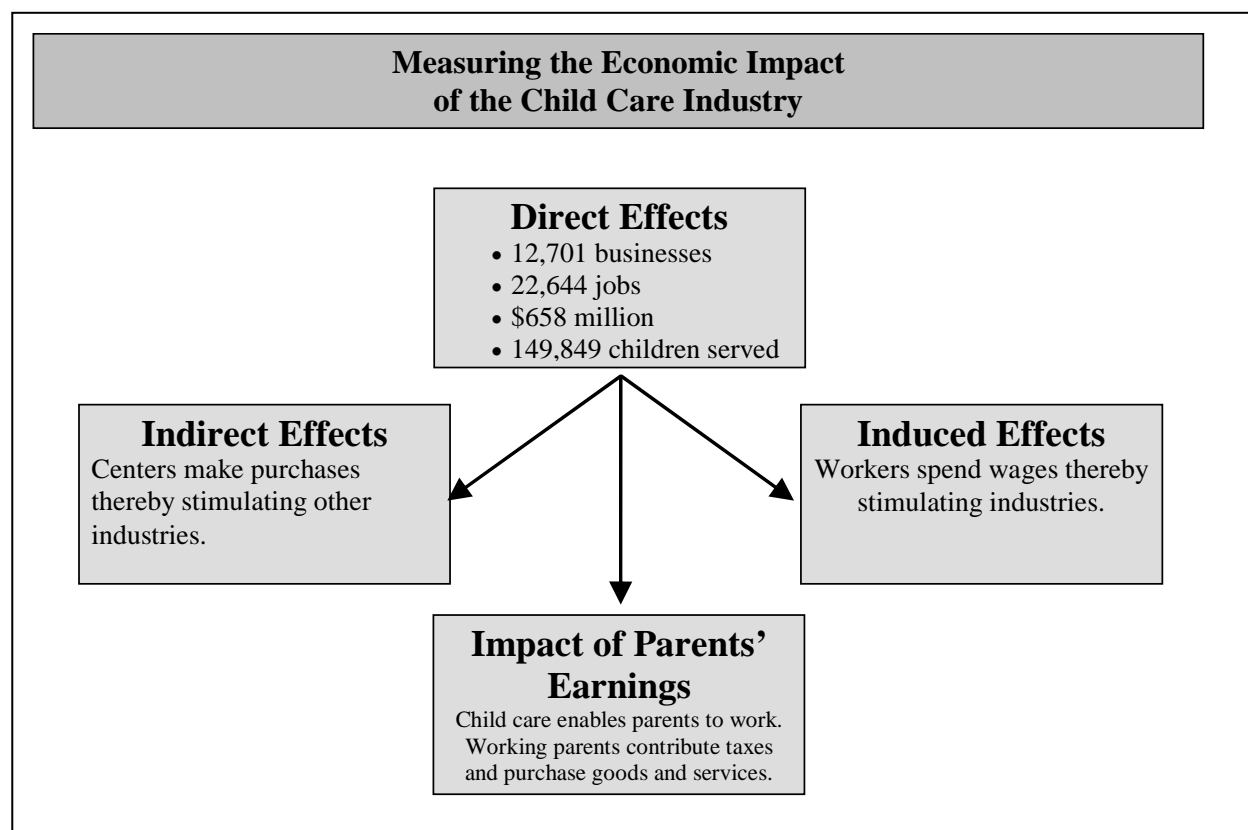 Measuring the Economic Impact
of the Child Care Industry
Direct Effects
• 12,701 businesses
• 22,644 jobs
• $658 million
• 149,849 children served
Indirect Effects
Centers make purchases
thereby stimulating other
industries.
Induced Effects
Workers spend wages thereby
stimulating industries.
Impact of Parents’
Earnings
Child care enables parents to work.
Working parents contribute taxes
and purchase goods and services.